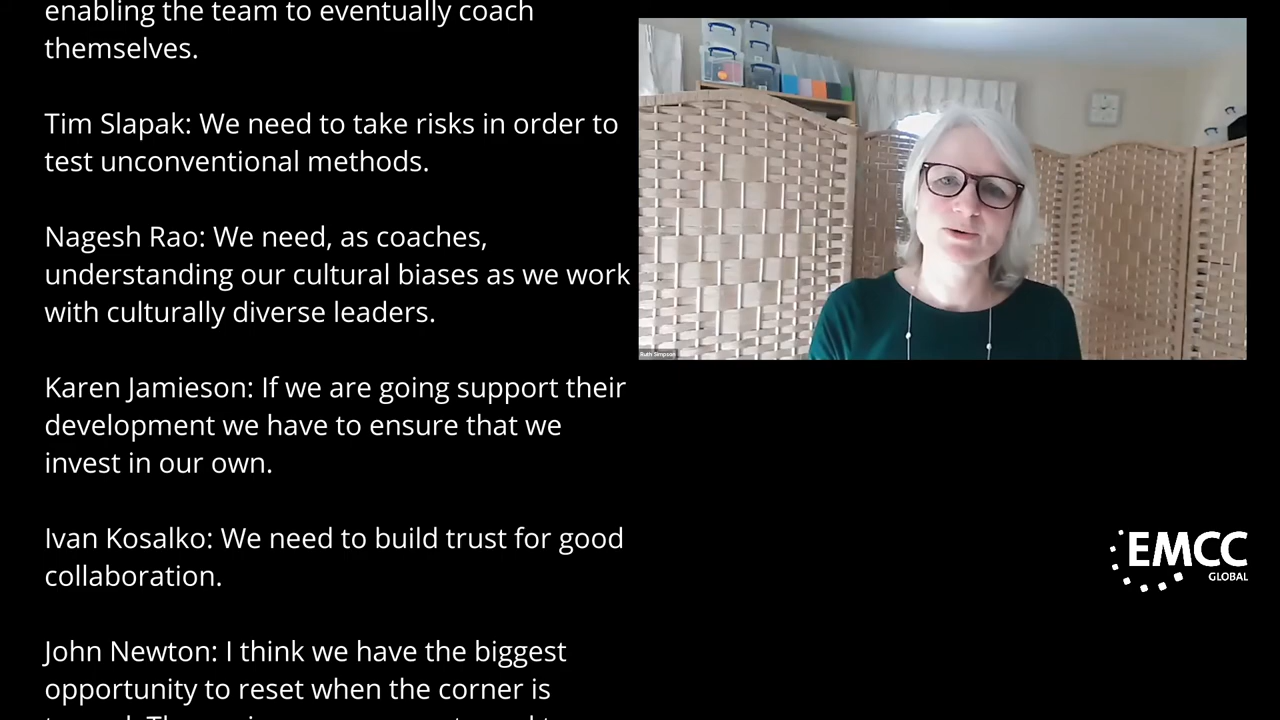 enabling the team to eventually coach
themselves.
Tim Slapak: We need to take risks in order to
test unconventional methods.
Nagesh Rao: We need, as coaches,
understanding our cultural biases as we work
with culturally diverse leaders.
Karen Jamieson: If we are going support their
development we have to ensure that we
invest in our own.
Ivan Kosalko: We need to build trust for good
collaboration.
John Newton: I think we have the biggest
opportunity to reset when the corner is
Ruth Simpson
EMCC
GLOBAL